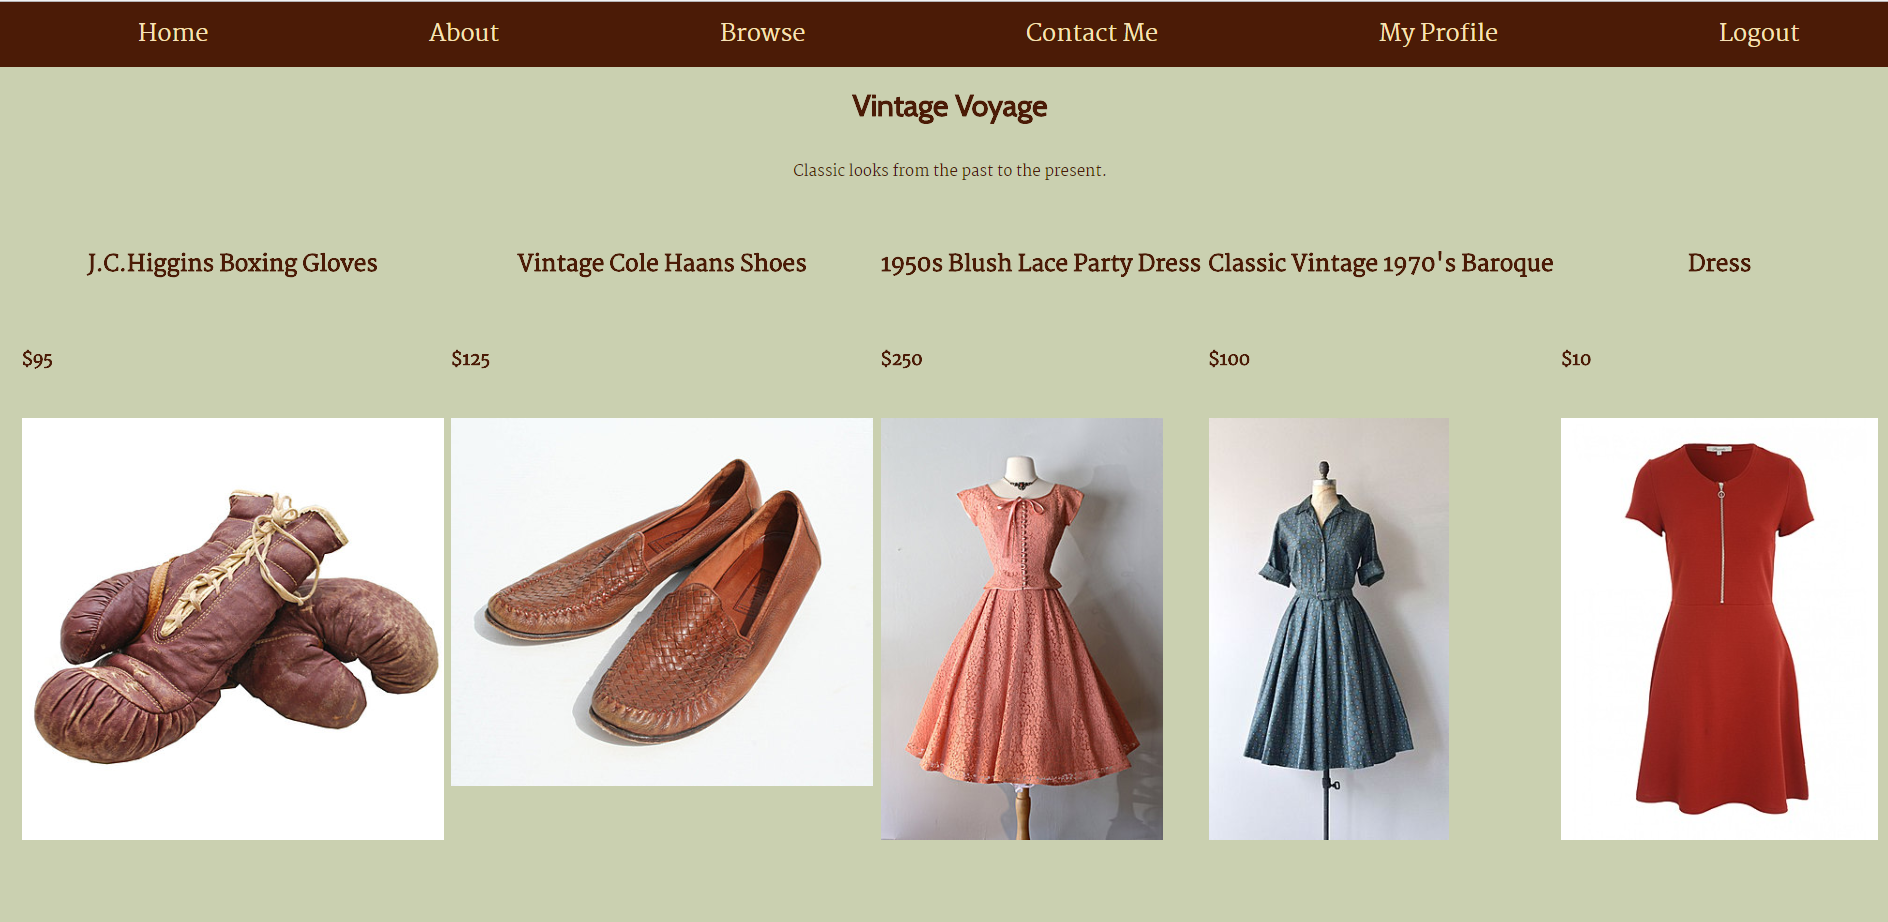 Home About Browse Contact Me My Profile Logout
Vintage Voyage
Classic looks from the past to the present.
J.C.Higgins Boxing Gloves Vintage Cole Haans Shoes 1950s Blush Lace Party Dress Classic Vintage 1970's Baroque Dress
$95 $125 $250 $100 $10